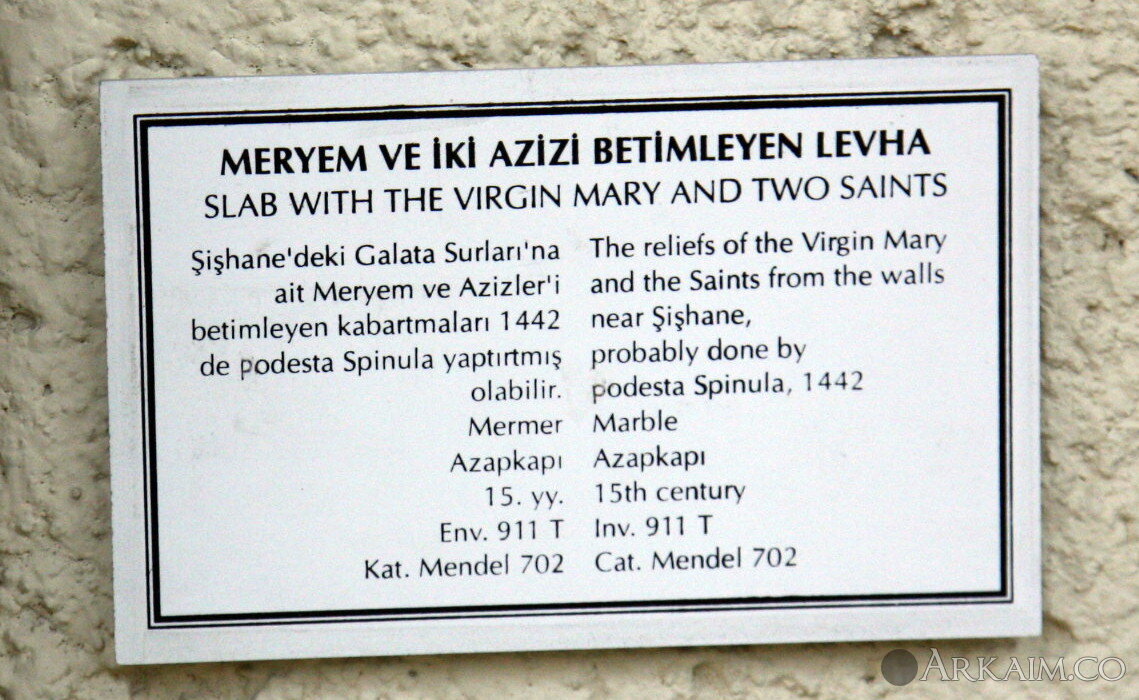 MERYEM VE İKİ AZİZİ BETİMLEYEN LEVHA
SLAB WITH THE VIRGIN MARY AND TWO SAINTS
Şişhane'deki Galata Surları'na
ait Meryem ve Azizler'i
betimleyen kabartmaları 1442
de podesta Spinula yaptırtmış
olabilir.
Mermer
Azapkapı
15. yy.
Env. 911 T
Kat. Mendel 702
The reliefs of the Virgin Mary
and the Saints from the walls
near Şişhane,
probably done by
podesta Spinula, 1442
Marble
Azapkapı
15th century
Inv. 911 T
Cat. Mendel 702
ARKAIM.CO